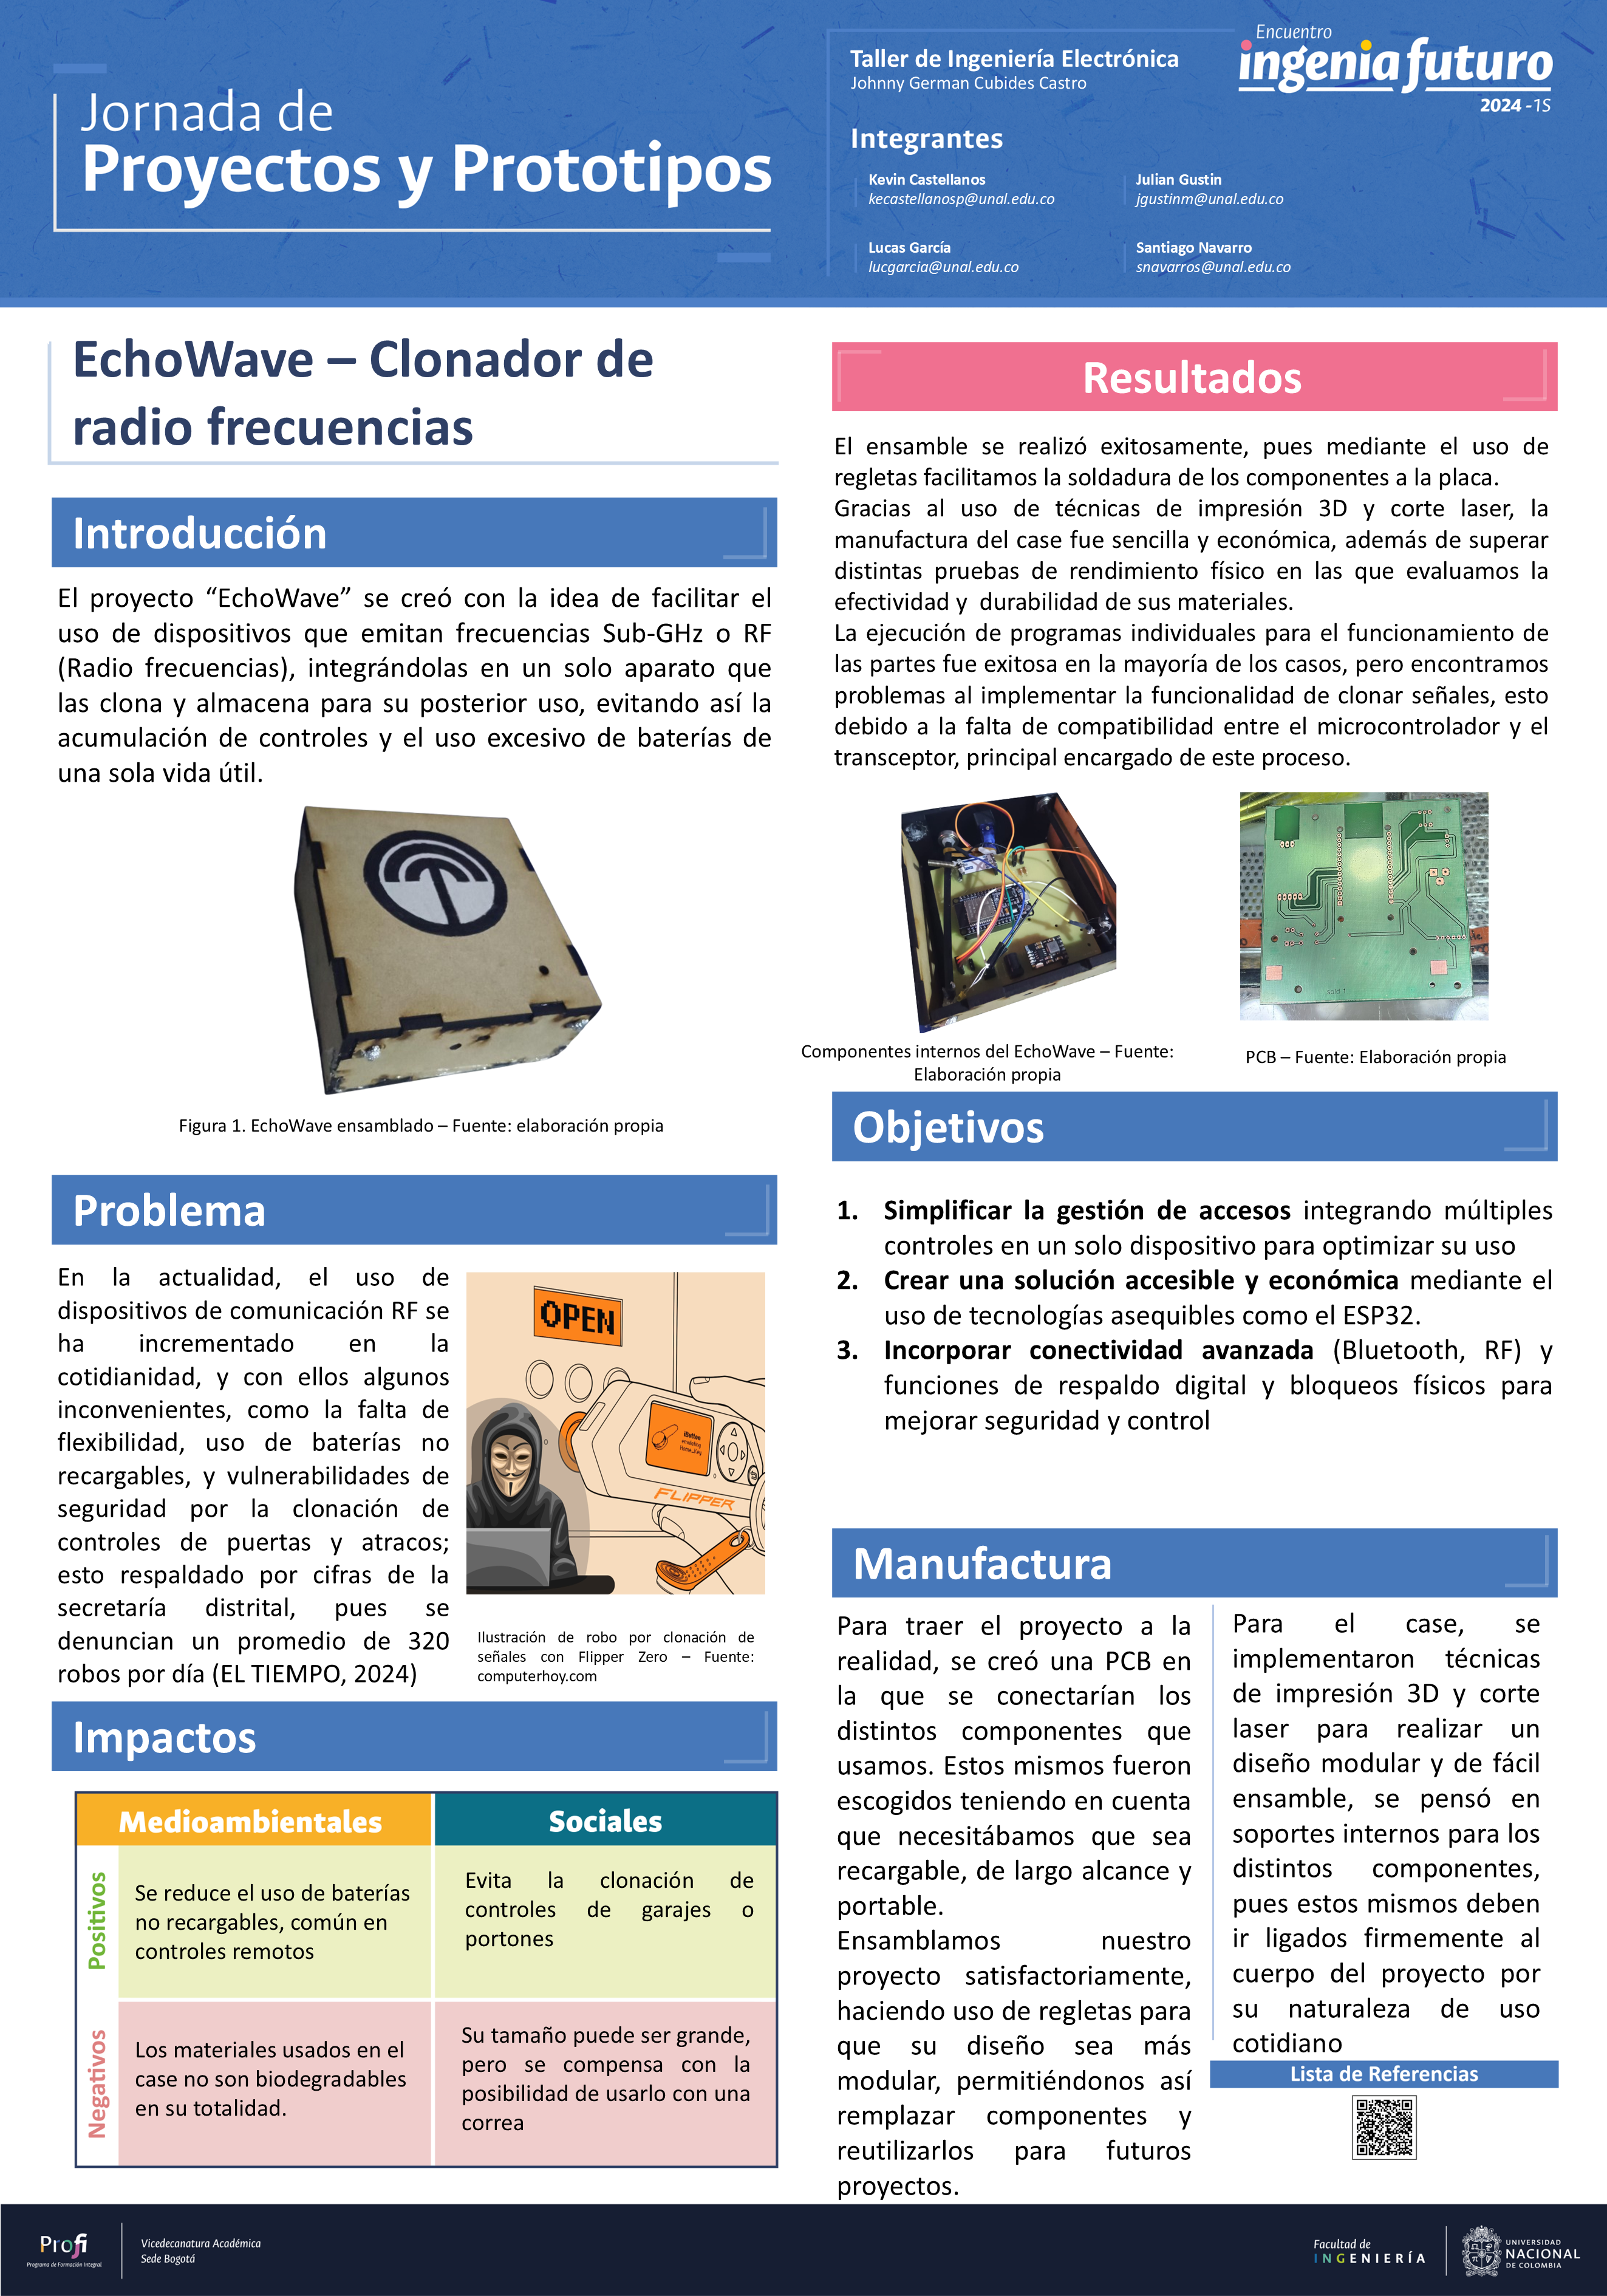 Jornada de
Proyectos y Prototipos
Taller de Ingeniería Electrónica
Johnny German Cubides Castro
Encuentro
ingenia futuro
2024 -1S
Integrantes
Kevin Castellanos
kecastellanosp@unal.edu.co
Julian Gustin
jgustinm@unal.edu.co
Lucas García
lucgarcia@unal.edu.co
Santiago Navarro
snavarros@unal.edu.co
EchoWave – Clonador de
radio frecuencias
Introducción
El proyecto “EchoWave” se creó con la idea de facilitar el
uso de dispositivos que emitan frecuencias Sub-GHz o RF
(Radio frecuencias), integrándolas en un solo aparato que
las clona y almacena para su posterior uso, evitando así la
acumulación de controles y el uso excesivo de baterías de
una sola vida útil.
Figura 1. EchoWave ensamblado – Fuente: elaboración propia
Problema
En la actualidad, el uso de
dispositivos de comunicación RF se
ha incrementado en la
cotidianidad, y con ellos algunos
inconvenientes, como la falta de
flexibilidad, uso de baterías no
recargables, y vulnerabilidades de
seguridad por la clonación de
controles de puertas y atracos;
esto respaldado por cifras de la
secretaría distrital, pues se
denuncian un promedio de 320
robos por día (EL TIEMPO, 2024)
OPEN
iButton
emulating
Home_Key
FLIPPER
Ilustración de robo por clonación de
señales con Flipper Zero – Fuente:
computerhoy.com
Impactos
Medioambientales
Sociales
Positivos
Se reduce el uso de baterías
no recargables, común en
controles remotos
Evita la clonación de
controles de garajes o
portones
Negativos
Los materiales usados en el
case no son biodegradables
en su totalidad.
Su tamaño puede ser grande,
pero se compensa con la
posibilidad de usarlo con una
correa
Resultados
El ensamble se realizó exitosamente, pues mediante el uso de
regletas facilitamos la soldadura de los componentes a la placa.
Gracias al uso de técnicas de impresión 3D y corte laser, la
manufactura del case fue sencilla y económica, además de superar
distintas pruebas de rendimiento físico en las que evaluamos la
efectividad y durabilidad de sus materiales.
La ejecución de programas individuales para el funcionamiento de
las partes fue exitosa en la mayoría de los casos, pero encontramos
problemas al implementar la funcionalidad de clonar señales, esto
debido a la falta de compatibilidad entre el microcontrolador y el
transceptor, principal encargado de este proceso.
Componentes internos del EchoWave – Fuente:
Elaboración propia
PCB – Fuente: Elaboración propia
Objetivos
1. Simplificar la gestión de accesos integrando múltiples
controles en un solo dispositivo para optimizar su uso
2. Crear una solución accesible y económica mediante el
uso de tecnologías asequibles como el ESP32.
3. Incorporar conectividad avanzada (Bluetooth, RF) y
funciones de respaldo digital y bloqueos físicos para
mejorar seguridad y control
Manufactura
Para traer el proyecto a la
realidad, se creó una PCB en
la que se conectarían los
distintos componentes que
usamos. Estos mismos fueron
escogidos teniendo en cuenta
que necesitábamos que sea
recargable, de largo alcance y
portable.
Ensamblamos nuestro
proyecto satisfactoriamente,
haciendo uso de regletas para
que su diseño sea más
modular, permitiéndonos así
remplazar componentes y
reutilizarlos para futuros
proyectos.
Para el case, se
implementaron técnicas
de impresión 3D y corte
laser para realizar un
diseño modular y de fácil
ensamble, se pensó en
soportes internos para los
distintos componentes,
pues estos mismos deben
ir ligados firmemente al
cuerpo del proyecto por
su naturaleza de uso
cotidiano
Lista de Referencias
Profi
Programa de Formación Integral
Vicedecanatura Académica
Sede Bogotá
Facultad de
INGENIERÍA
UNIVERSIDAD
NACIONAL
DE COLOMBIA